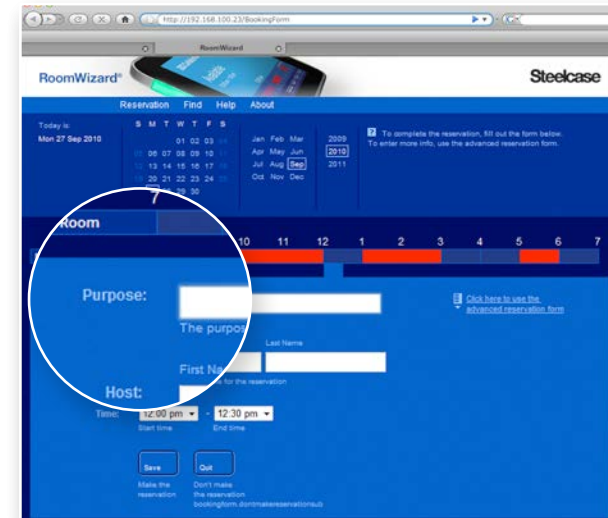 http://192.168.100.23/BookingForm
RoomWizard
RoomWizard®
Steelcase
Reservation Find Help About
Today is
Mon 27 Sep 2010
S M T W T F S
01 02 03 04
06 07 08 09 10
13 14 15 16 17
20 21 22 23 24
7 28 29 30
Jan Feb Mar
Apr May Jun
Jul Aug Sep
Oct Nov Dec
2009
2010
2011
? To complete the reservation, fill out the form below.
To enter more info, use the advanced reservation form.
Room
10 11 12 1 2 3 4 5 6 7
Purpose:
The purpos
Click here to use the
advanced reservation form
Last Name
First Na
for the reservation
Host:
Time:
12:00 pm - 12:30 pm
Start time End time
Save Quit
Make the
reservation
Don't make
the reservation
bookingform.dontmakereservationsub